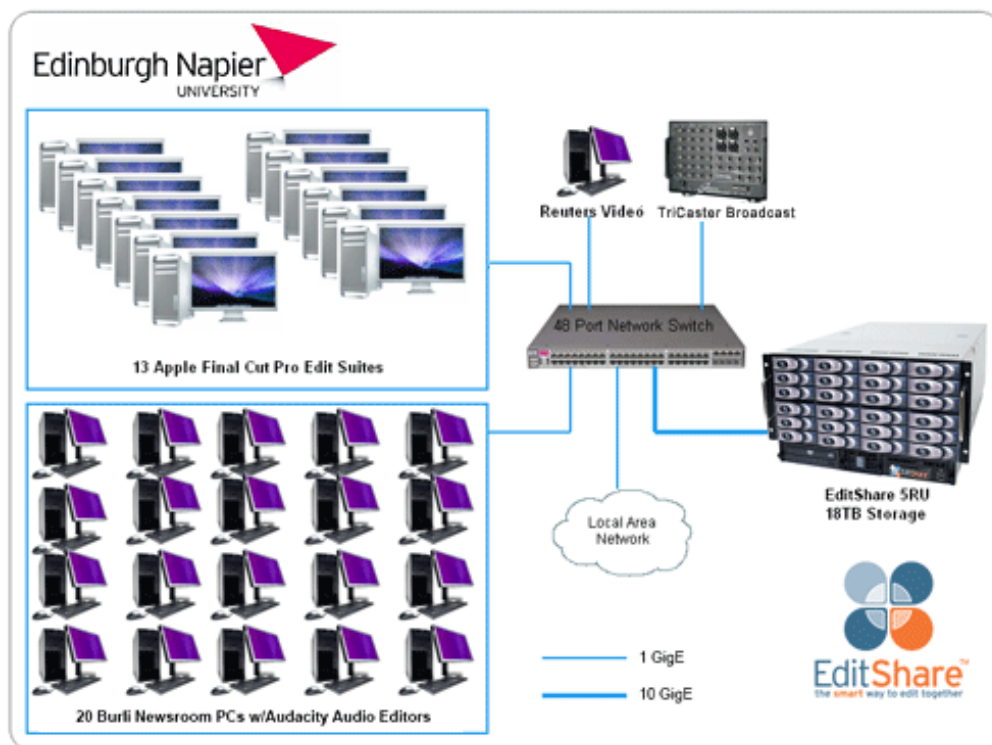 Edinburgh Napier
UNIVERSITY
13 Apple Final Cut Pro Edit Suites
Reuters Videó
TriCaster Broadcast
48 Port Network Switch
EditShare 5RU
18TB Storage
Local Area
Network
20 Burli Newsroom PCs w/Audacity Audio Editors
1 GigE
10 GigE
EditShare™
the smart way to edit together